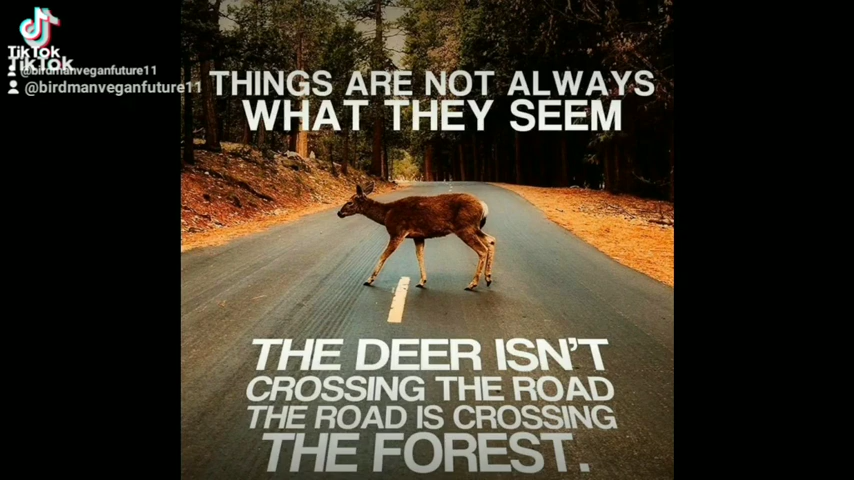 TikTok
TikTok
@birdmanveganfuture11
@birdmanveganfuture11
THINGS ARE NOT ALWAYS
WHAT THEY SEEM
THE DEER ISN'T
CROSSING THE ROAD
THE ROAD IS CROSSING
THE FOREST.